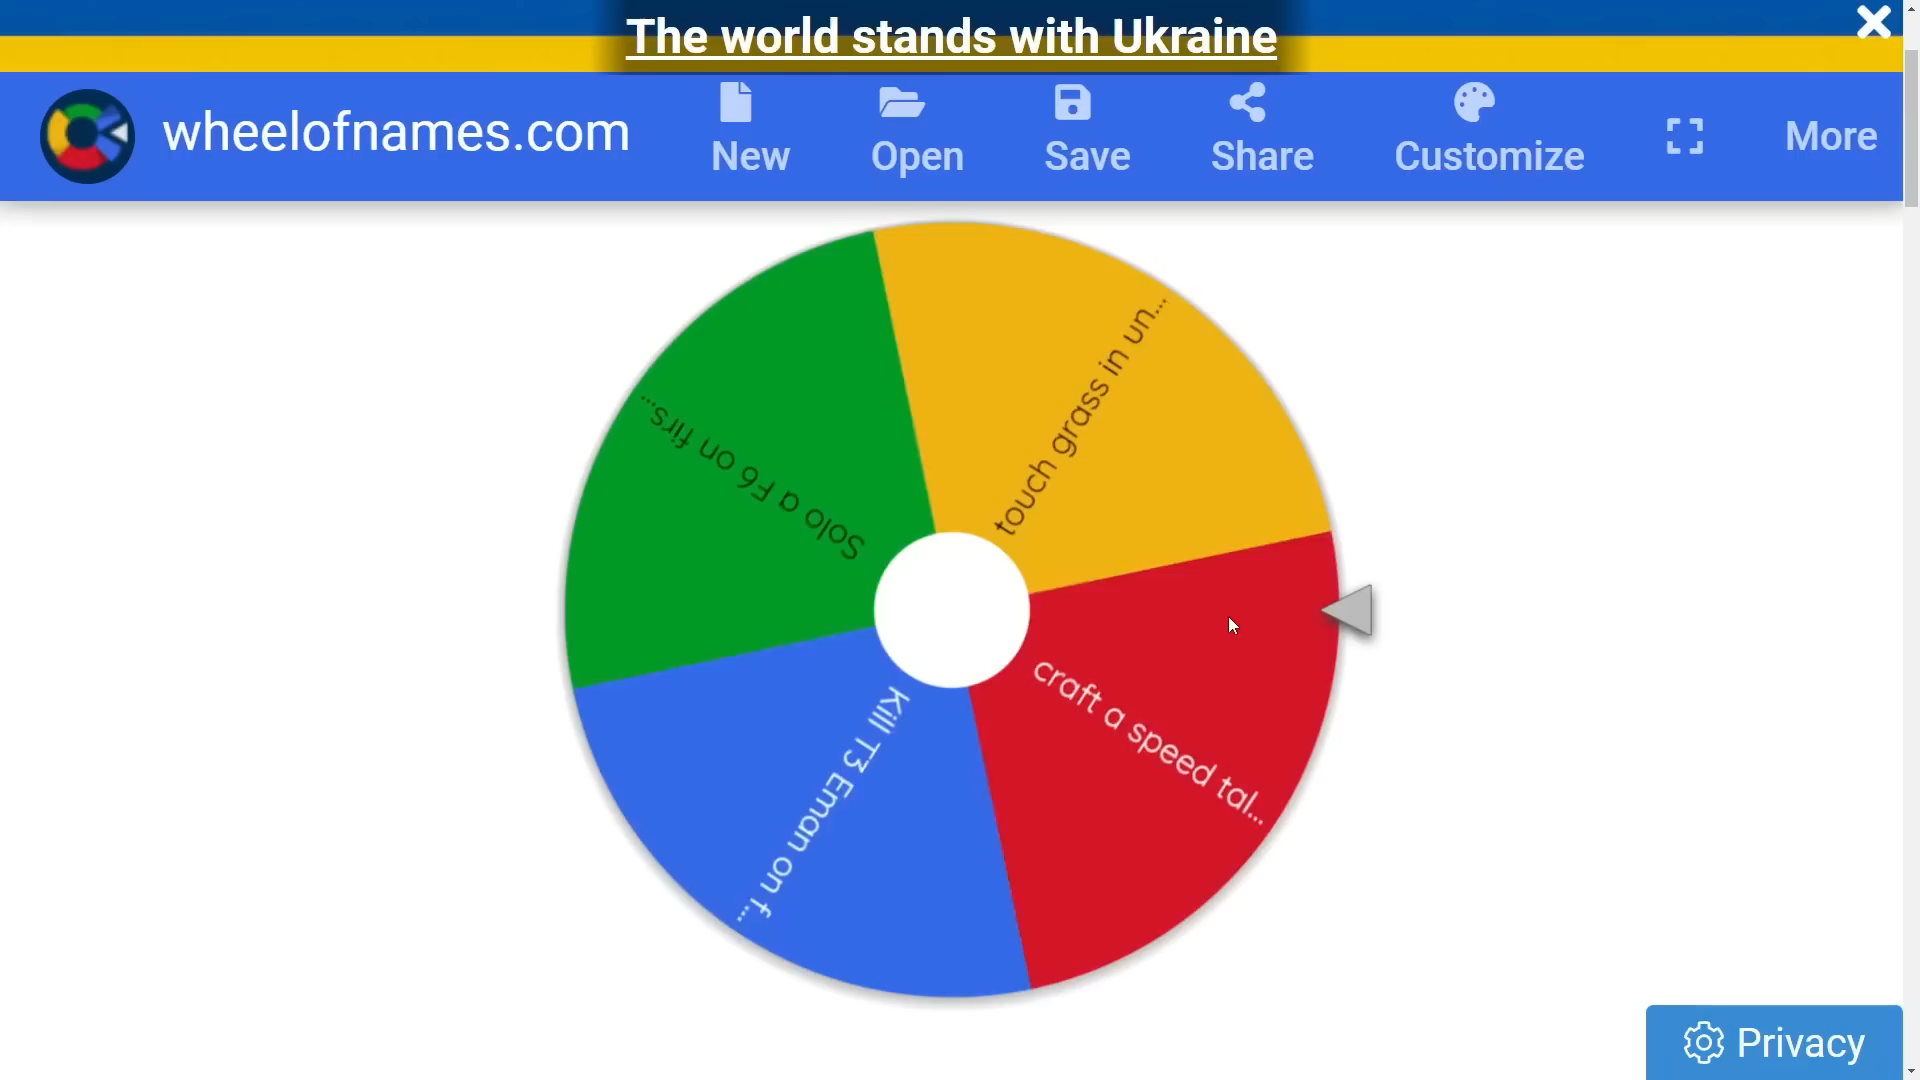 The world stands with Ukraine
wheelofnames.com
New
Open
Save
Share
Customize
More
touch grass in un...
Solo a F6 on firs...
craft a speed tal...
Kill T3 Eman on f...
Privacy